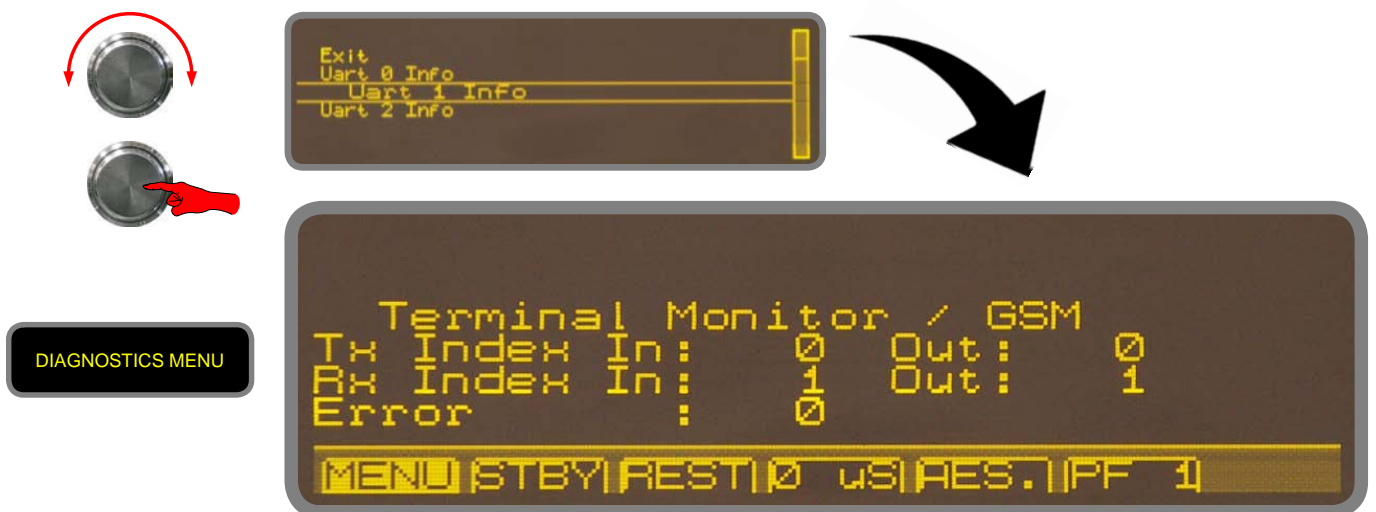 Exit
Uart 0 Info
Uart 1 Info
Uart 2 Info
DIAGNOSTICS MENU
Terminal Monitor / GSM
Tx Index In: 0 Out: 0
Rx Index In: 1 Out: 1
Error : 0
MENU STBY REST 0 uS AES. PF 1